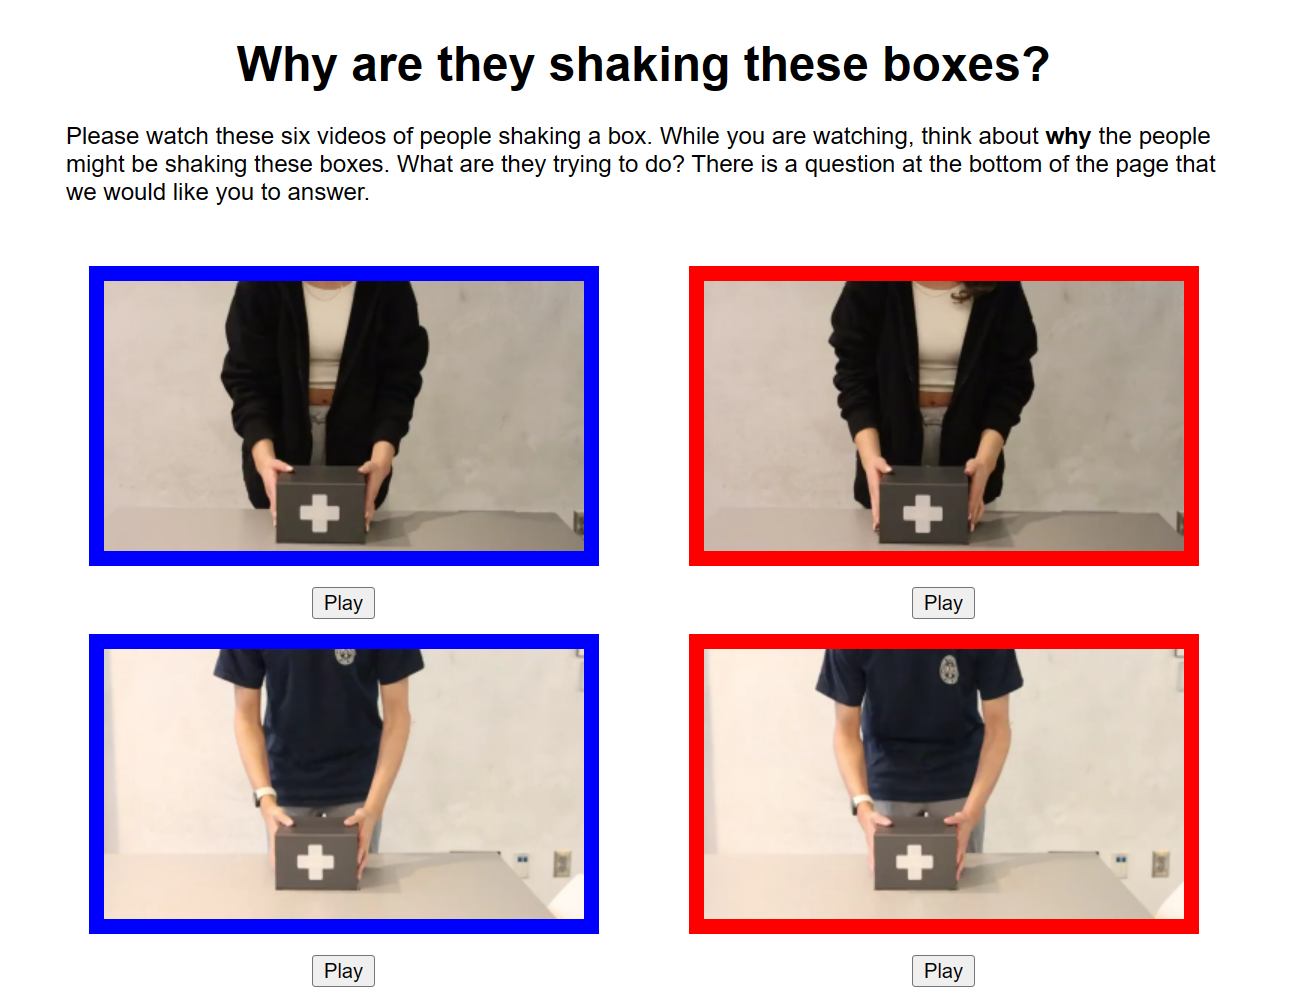 Why are they shaking these boxes?
Please watch these six videos of people shaking a box. While you are watching, think about why the people
might be shaking these boxes. What are they trying to do? There is a question at the bottom of the page that
we would like you to answer.
Play
Play
Play
Play